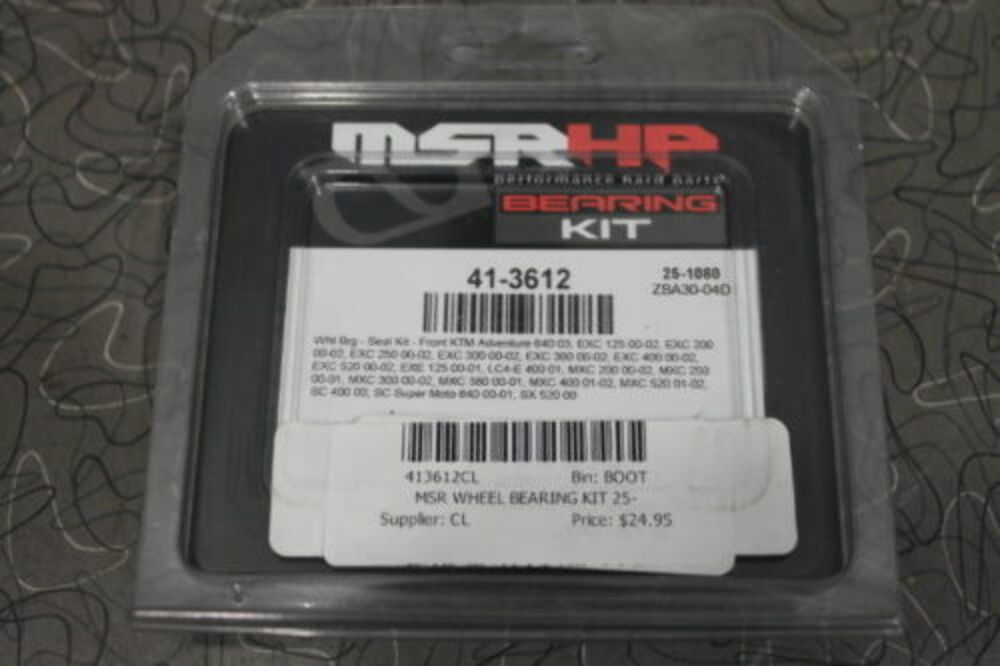 MSRHP
PERFORMANCE HARD PARTS
BEARING
KIT
41-3612
25-1080
ZBA30-04D
Whl Brg - Seal Kit - Front KTM Adventure 640 03, EXC 125 00-02, EXC 200
00-02, EXC 250 00-02, EXC 300 00-02, EXC 380 00-02, EXC 400 00-02,
EXC 520 00-02, EXE 125 00-01, LC4-E 400 01, MXC 200 00-02, MXC 250
00-01, MXC 300 00-02, MXC 380 00-01, MXC 400 01-02, MXC 520 01-02,
SC 400 00, SC Super Moto 640 00-01, SX 520 00
413612CL
Bin: BOOT
MSR WHEEL BEARING KIT 25-
Supplier: CL
Price: $24.95